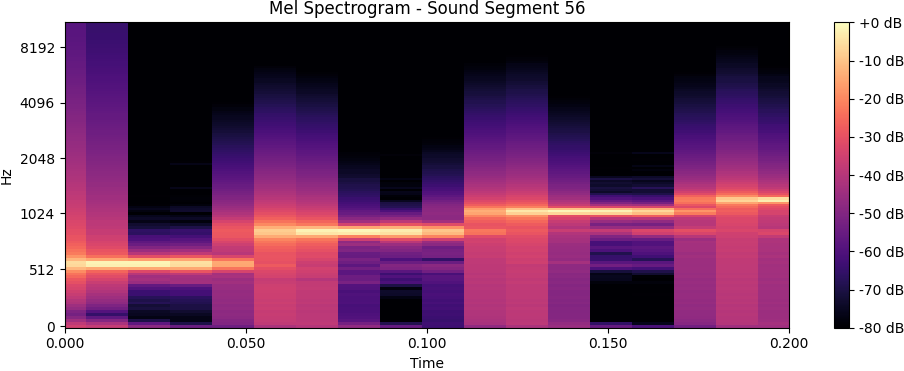 Mel Spectrogram - Sound Segment 56
Hz
8192
4096
2048
1024
512
0
0.000 0.050 0.100 0.150 0.200
Time
+0 dB
-10 dB
-20 dB
-30 dB
-40 dB
-50 dB
-60 dB
-70 dB
-80 dB